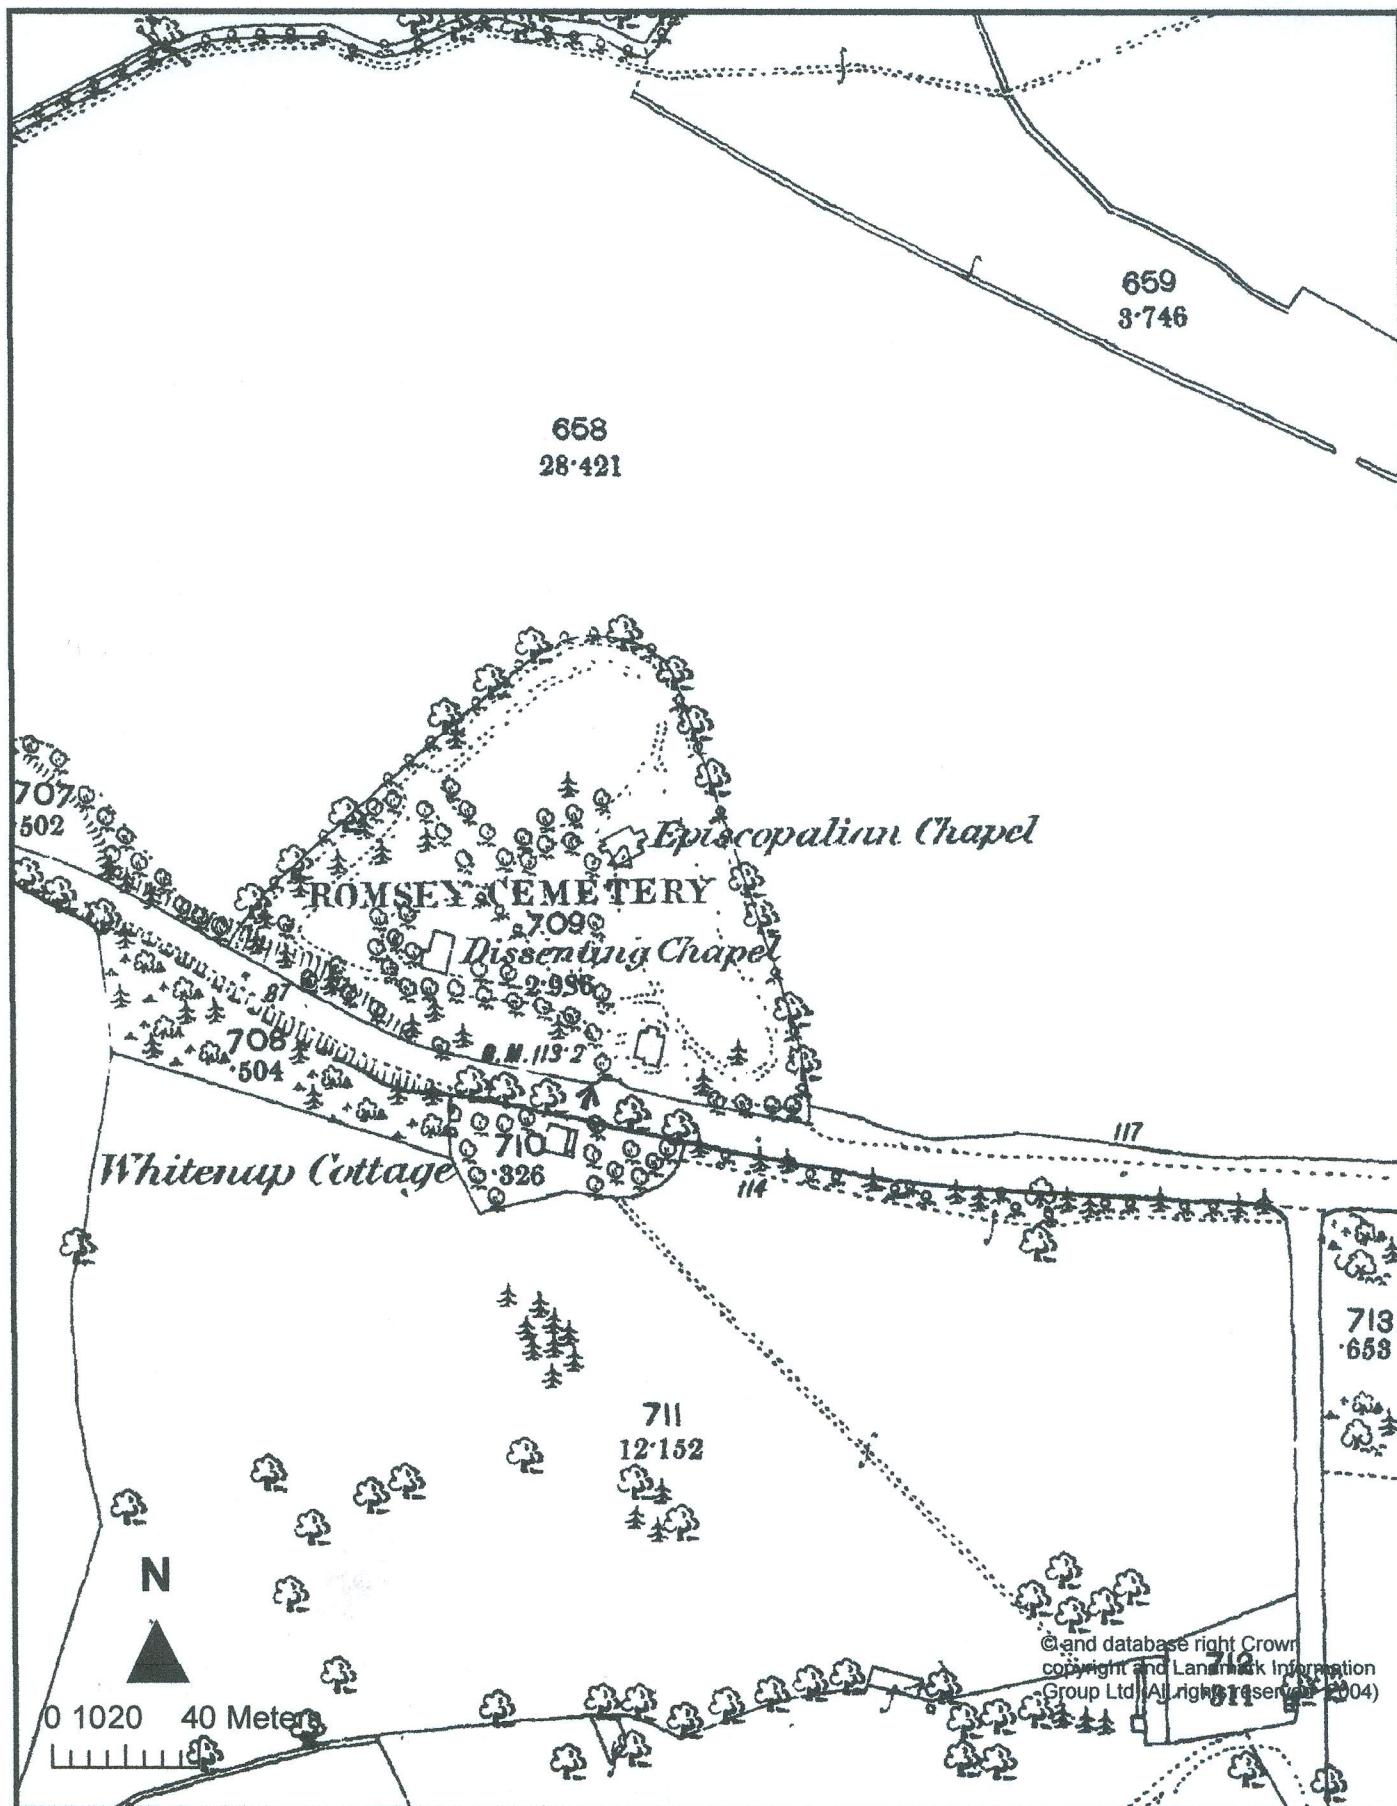 659
3·746
658
28·421
707
·502
Episcopalian Chapel
ROMSEY CEMETERY
709
Dissenting Chapel
87
708
·504
B.M. 113·2
117
Whitenup Cottage
710
·326
114
713
·653
711
12·152
N
0 1020 40 Meters
© and database right Crown
copyright and Landmark Information
Group Ltd (All rights reserved 2004)
712